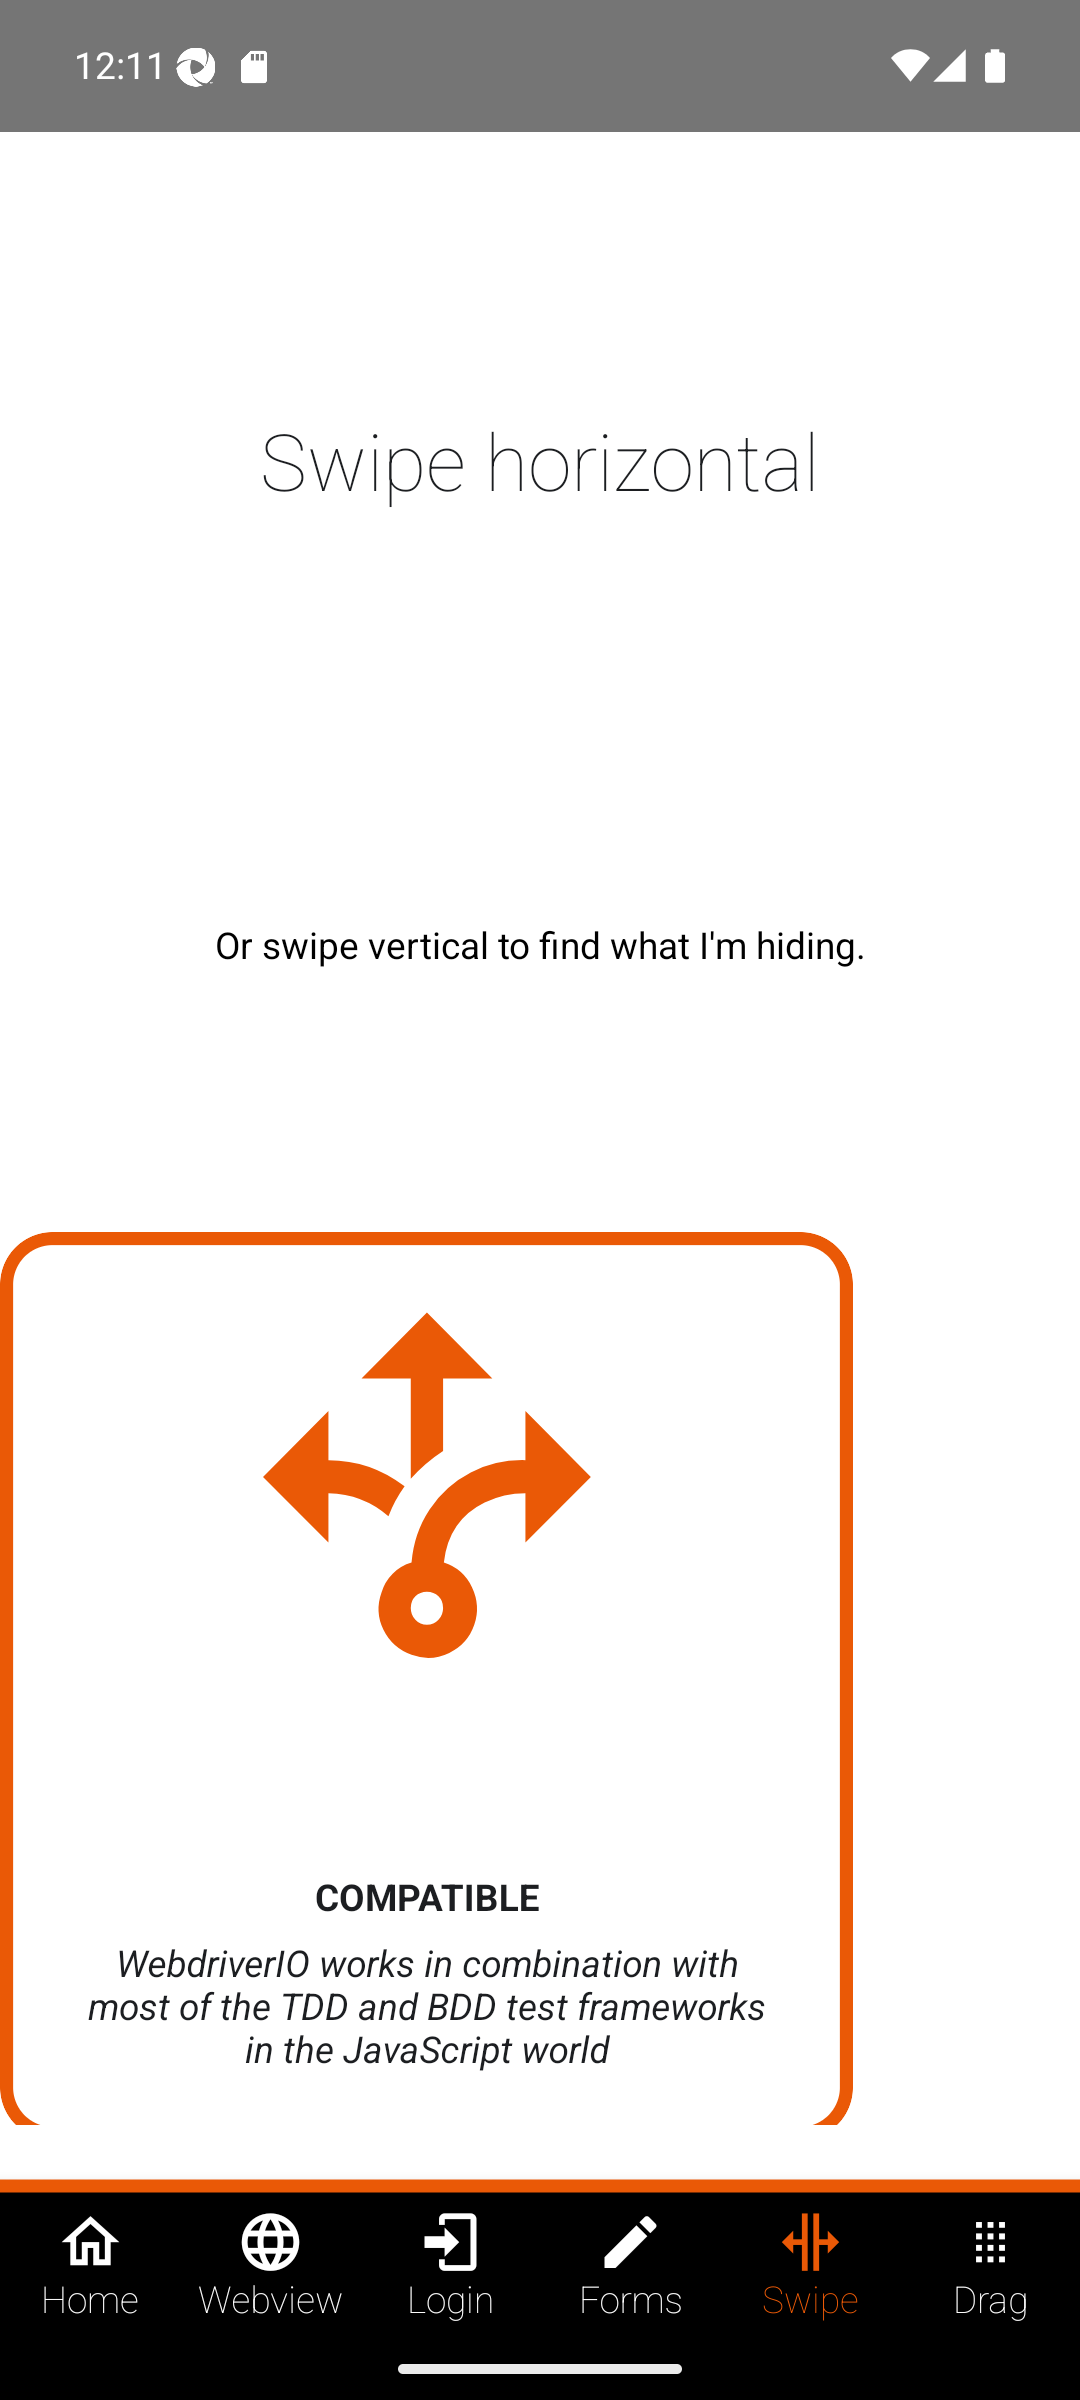 12:11
Swipe horizontal
Or swipe vertical to find what I'm hiding.
COMPATIBLE
WebdriverIO works in combination with
most of the TDD and BDD test frameworks
in the JavaScript world
Home Webview Login Forms Swipe Drag